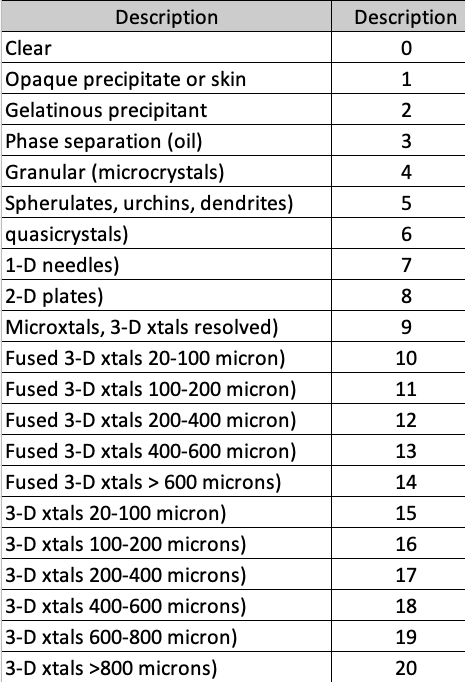 Description Description
Clear 0
Opaque precipitate or skin 1
Gelatinous precipitant 2
Phase separation (oil) 3
Granular (microcrystals) 4
Spherulates, urchins, dendrites) 5
quasicrystals) 6
1-D needles) 7
2-D plates) 8
Microxtals, 3-D xtals resolved) 9
Fused 3-D xtals 20-100 micron) 10
Fused 3-D xtals 100-200 micron) 11
Fused 3-D xtals 200-400 micron) 12
Fused 3-D xtals 400-600 micron) 13
Fused 3-D xtals > 600 microns) 14
3-D xtals 20-100 micron) 15
3-D xtals 100-200 microns) 16
3-D xtals 200-400 microns) 17
3-D xtals 400-600 microns) 18
3-D xtals 600-800 micron) 19
3-D xtals >800 microns) 20